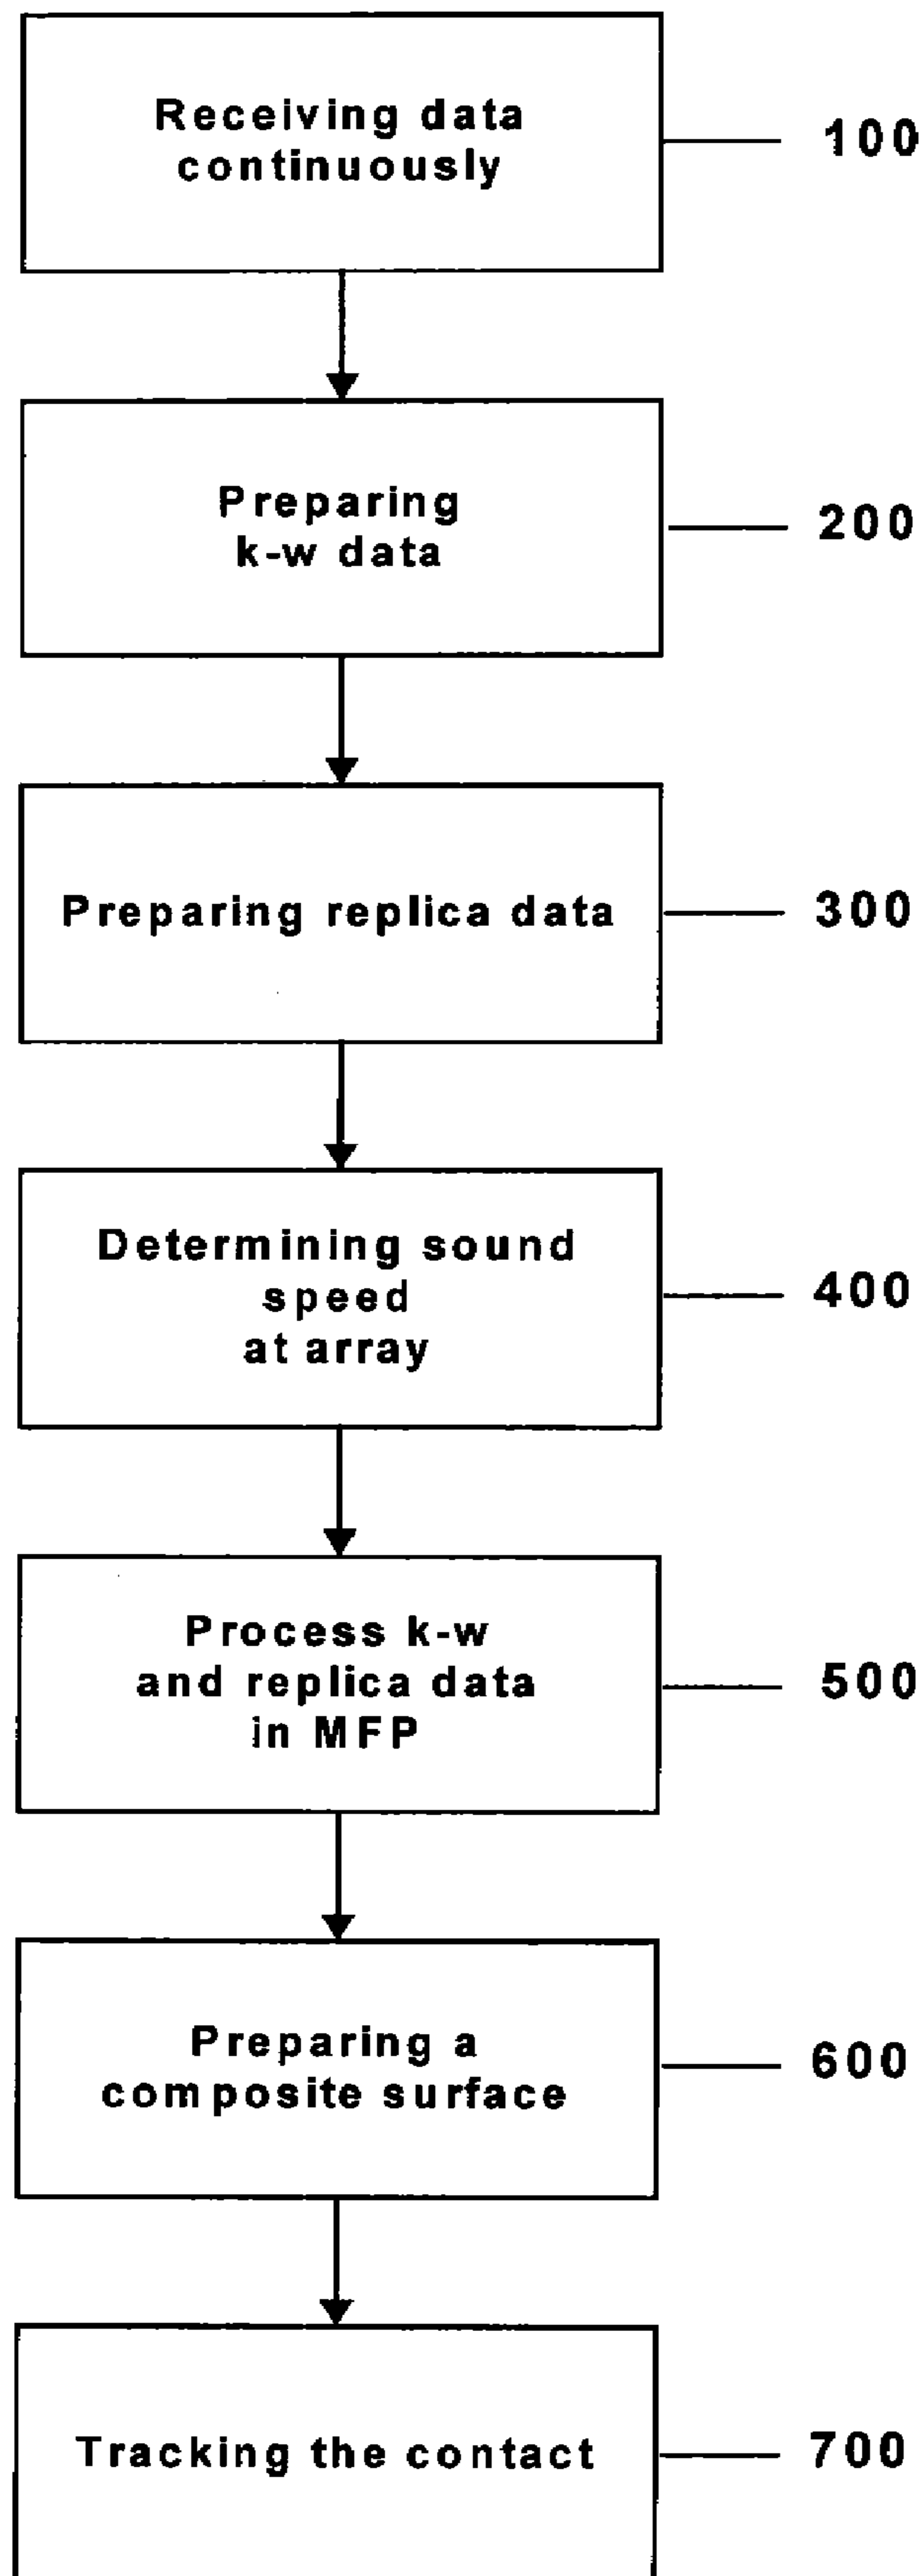 Receiving data
continuously
100
Preparing
k-w data
200
Preparing replica data
300
Determining sound
speed
at array
400
Process k-w
and replica data
in MFP
500
Preparing a
composite surface
600
Tracking the contact
700